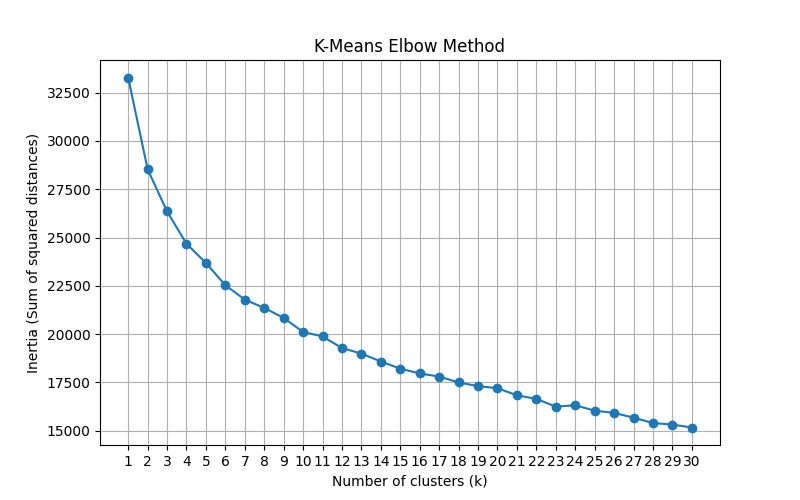 K-Means Elbow Method
Inertia (Sum of squared distances)
32500
30000
27500
25000
22500
20000
17500
15000
1 2 3 4 5 6 7 8 9 10 11 12 13 14 15 16 17 18 19 20 21 22 23 24 25 26 27 28 29 30
Number of clusters (k)